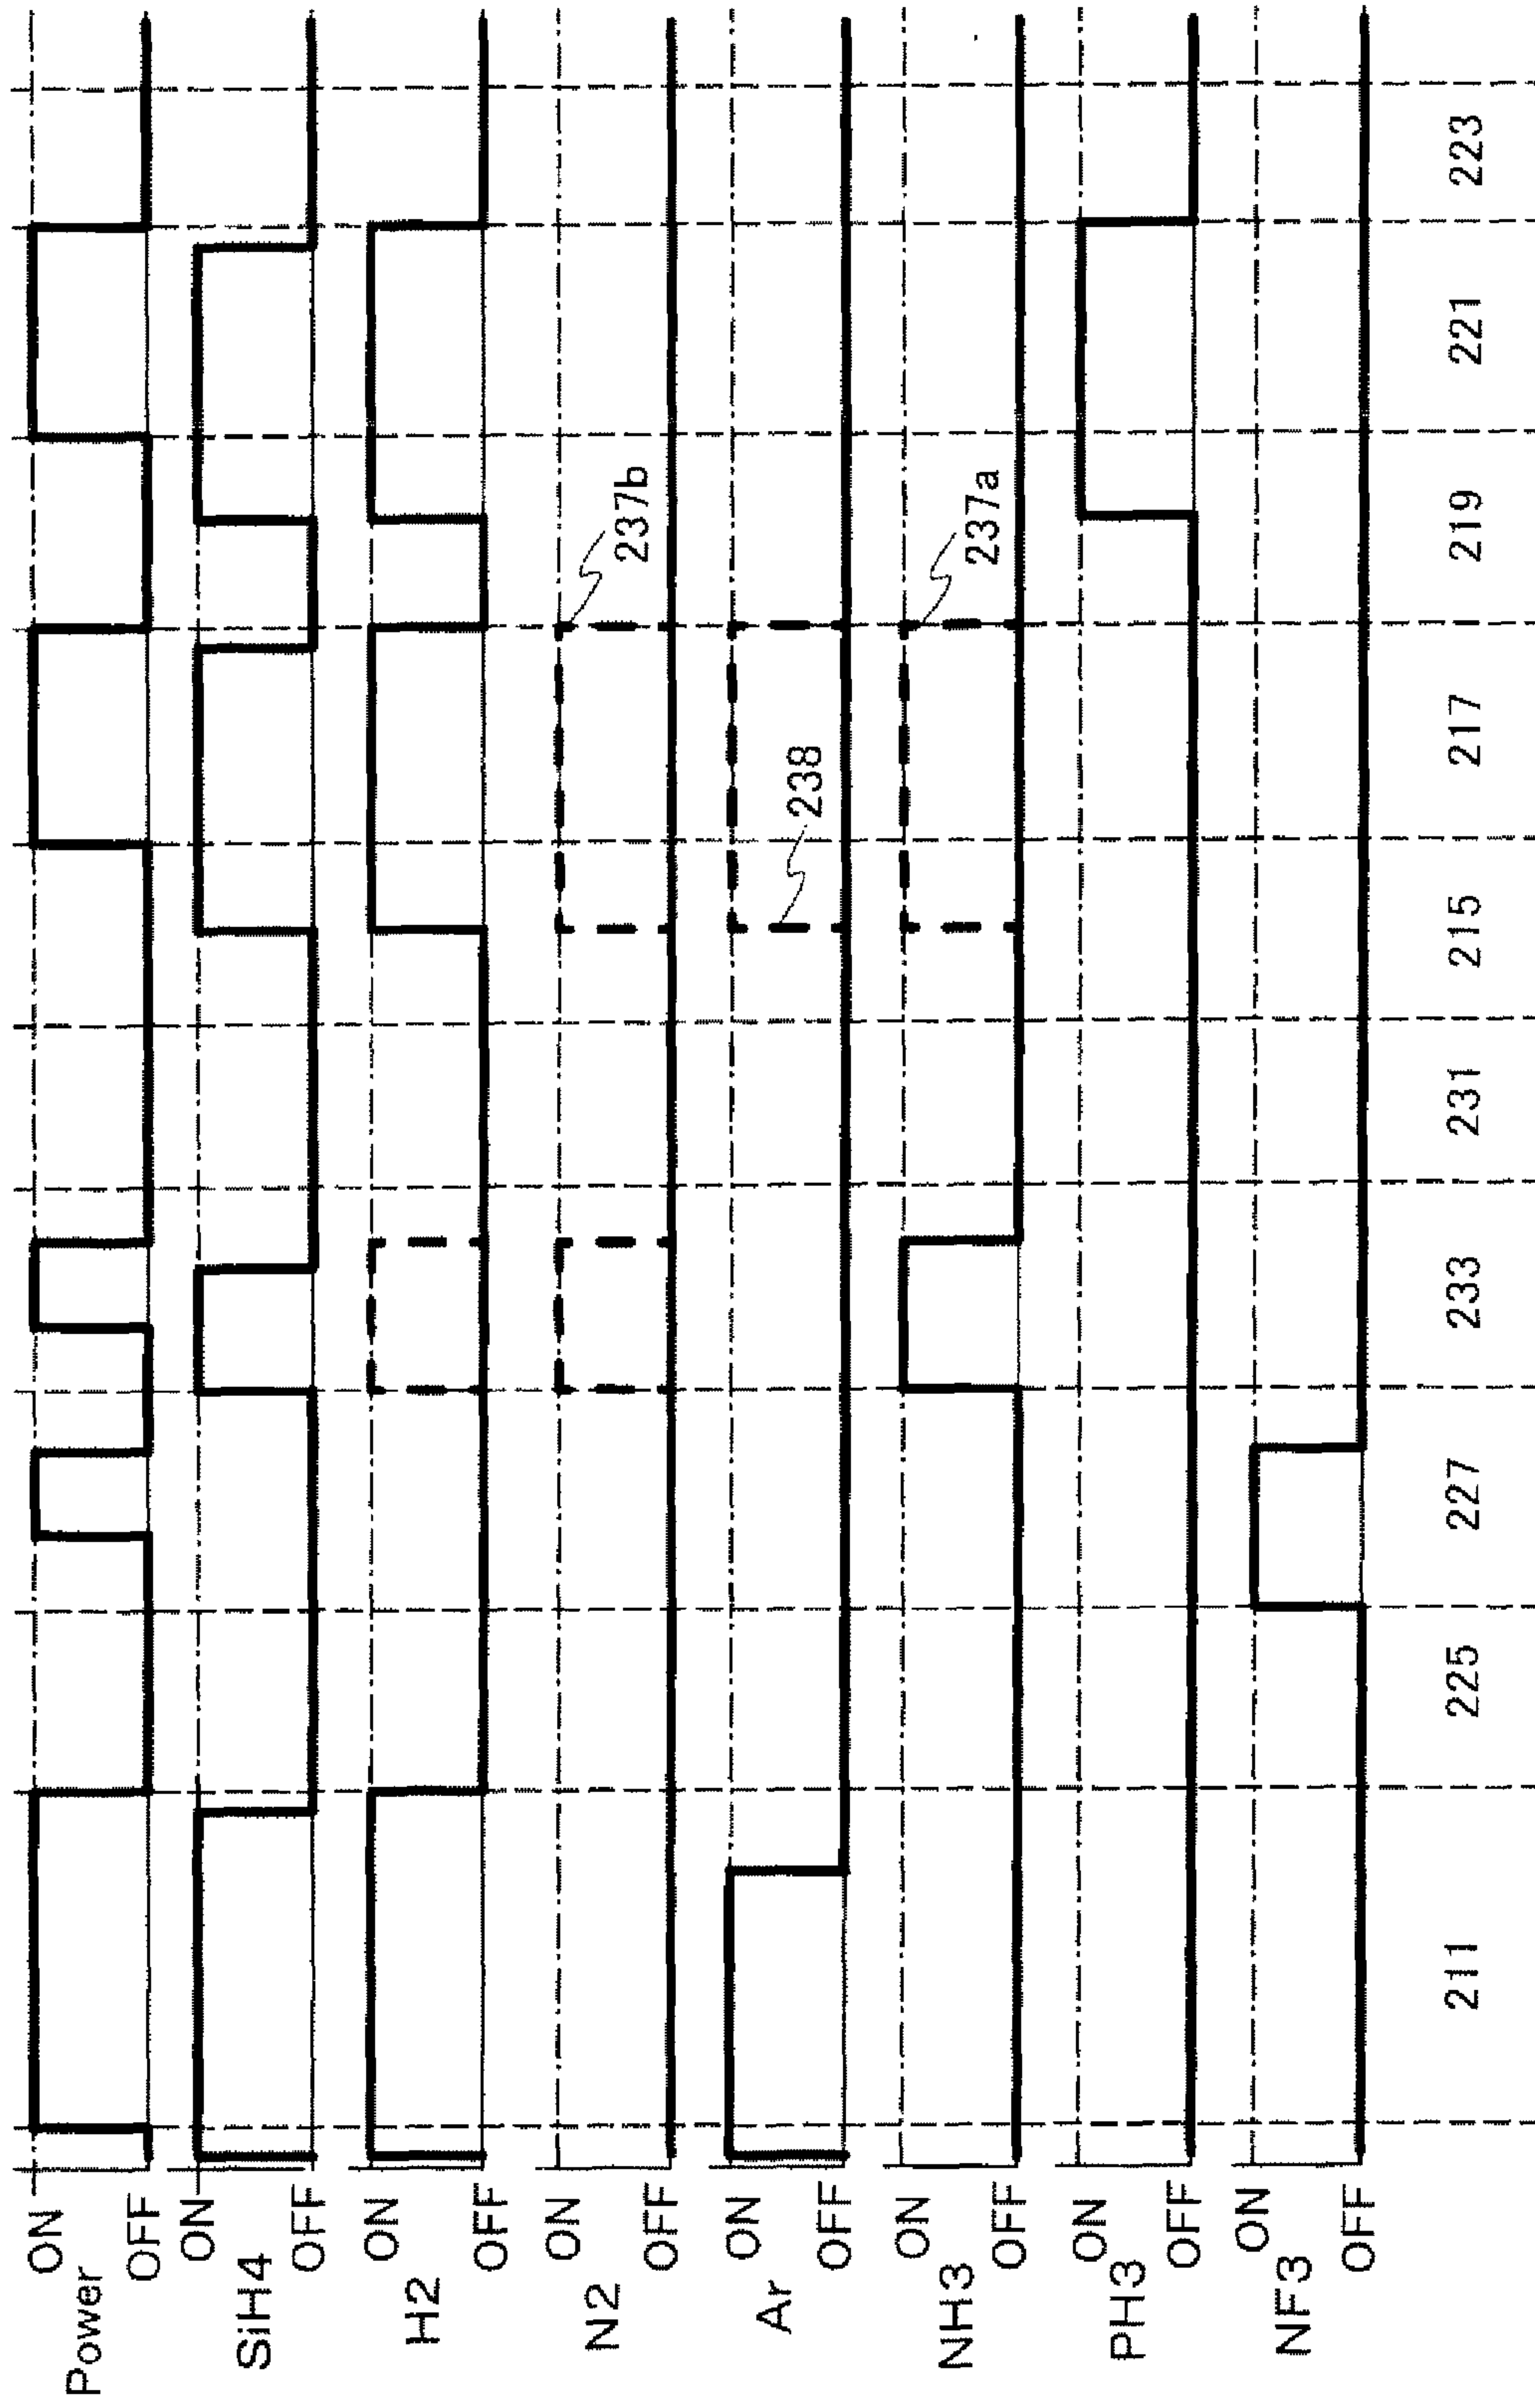 Power
ON
OFF
SiH4
ON
OFF
H2
ON
OFF
N2
ON
OFF
Ar
ON
OFF
NH3
ON
OFF
PH3
ON
OFF
NF3
ON
OFF
237b
238
237a
211
225
227
233
231
215
217
219
221
223